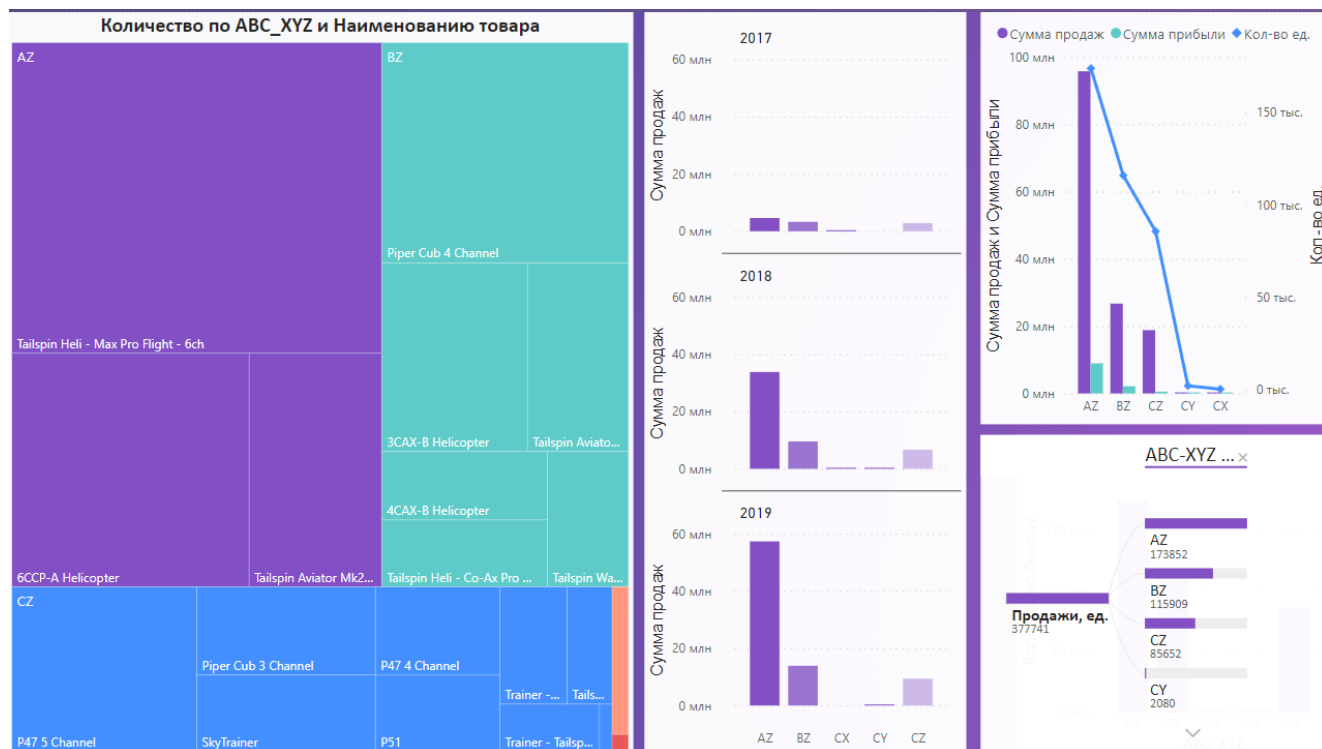 Количество по ABC_XYZ и Наименованию товара
AZ
Tailspin Heli - Max Pro Flight - 6ch
6CCP-A Helicopter
Tailspin Aviator Mk2...
BZ
Piper Cub 4 Channel
3CAX-B Helicopter
Tailspin Aviato...
4CAX-B Helicopter
Tailspin Heli - Co-Ax Pro ...
Tailspin Wa...
CZ
P47 5 Channel
Piper Cub 3 Channel
SkyTrainer
P47 4 Channel
P51
Trainer -...
Tails...
Trainer - Tailsp...
2017
Сумма продаж
60 млн
40 млн
20 млн
0 млн
2018
Сумма продаж
60 млн
40 млн
20 млн
0 млн
2019
Сумма продаж
60 млн
40 млн
20 млн
0 млн
AZ BZ CX CY CZ
Сумма продаж Сумма прибыли Кол-во ед.
Сумма продаж и Сумма прибыли
100 млн
80 млн
60 млн
40 млн
20 млн
0 млн
150 тыс.
100 тыс.
50 тыс.
0 тыс.
Кол-во ед.
AZ BZ CZ CY CX
ABC-XYZ ... ×
Продажи, ед.
377741
AZ
173852
BZ
115909
CZ
85652
CY
2080
ABC_XYZ